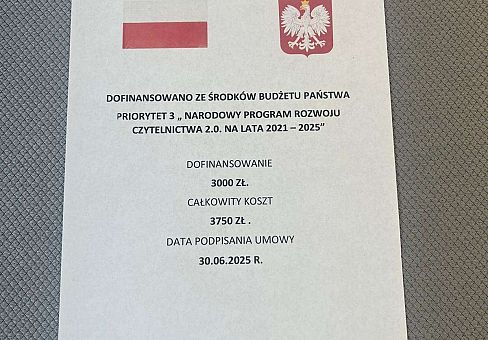 DOFINANSOWANO ZE ŚRODKÓW BUDŻETU PAŃSTWA
PRIORYTET 3 „ NARODOWY PROGRAM ROZWOJU
CZYTELNICTWA 2.0. NA LATA 2021 – 2025”
DOFINANSOWANIE
3000 ZŁ.
CAŁKOWITY KOSZT
3750 ZŁ .
DATA PODPISANIA UMOWY
30.06.2025 R.